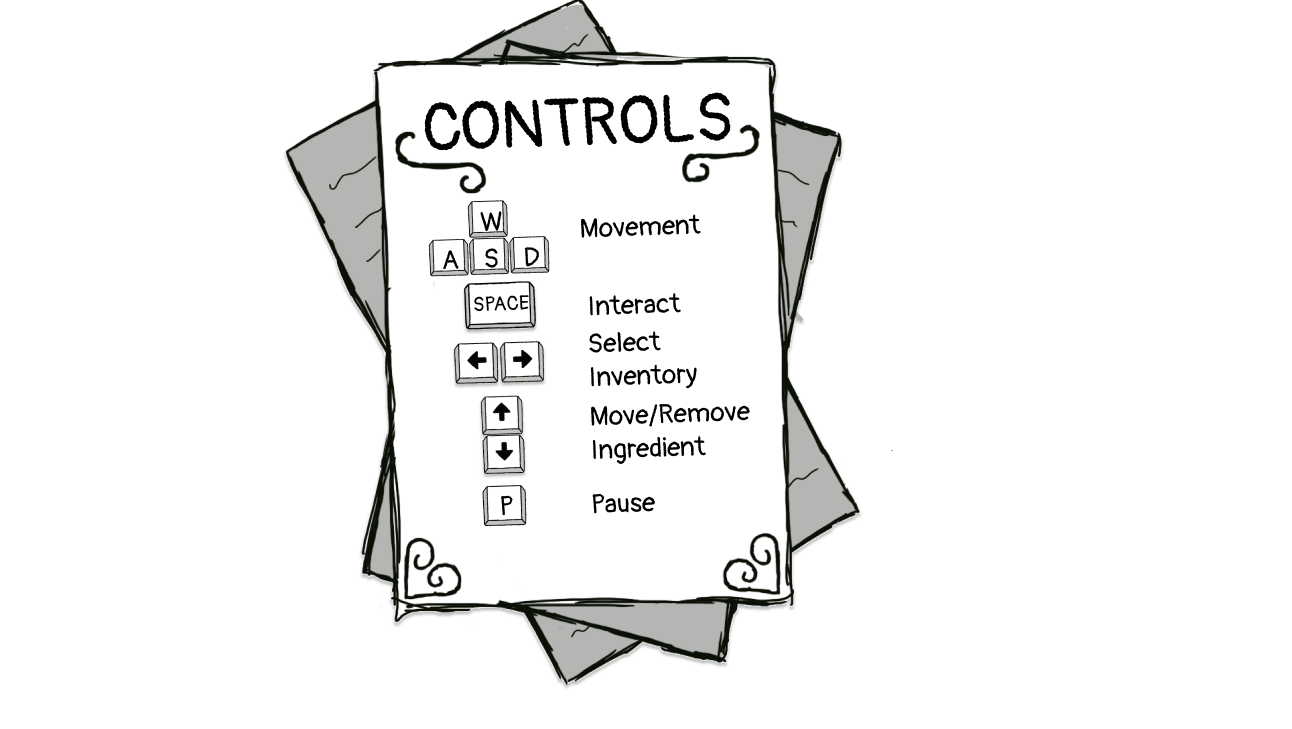 CONTROLS
W Movement
A S D
SPACE Interact
Select
← → Inventory
↑ Move/Remove
↓ Ingredient
P Pause